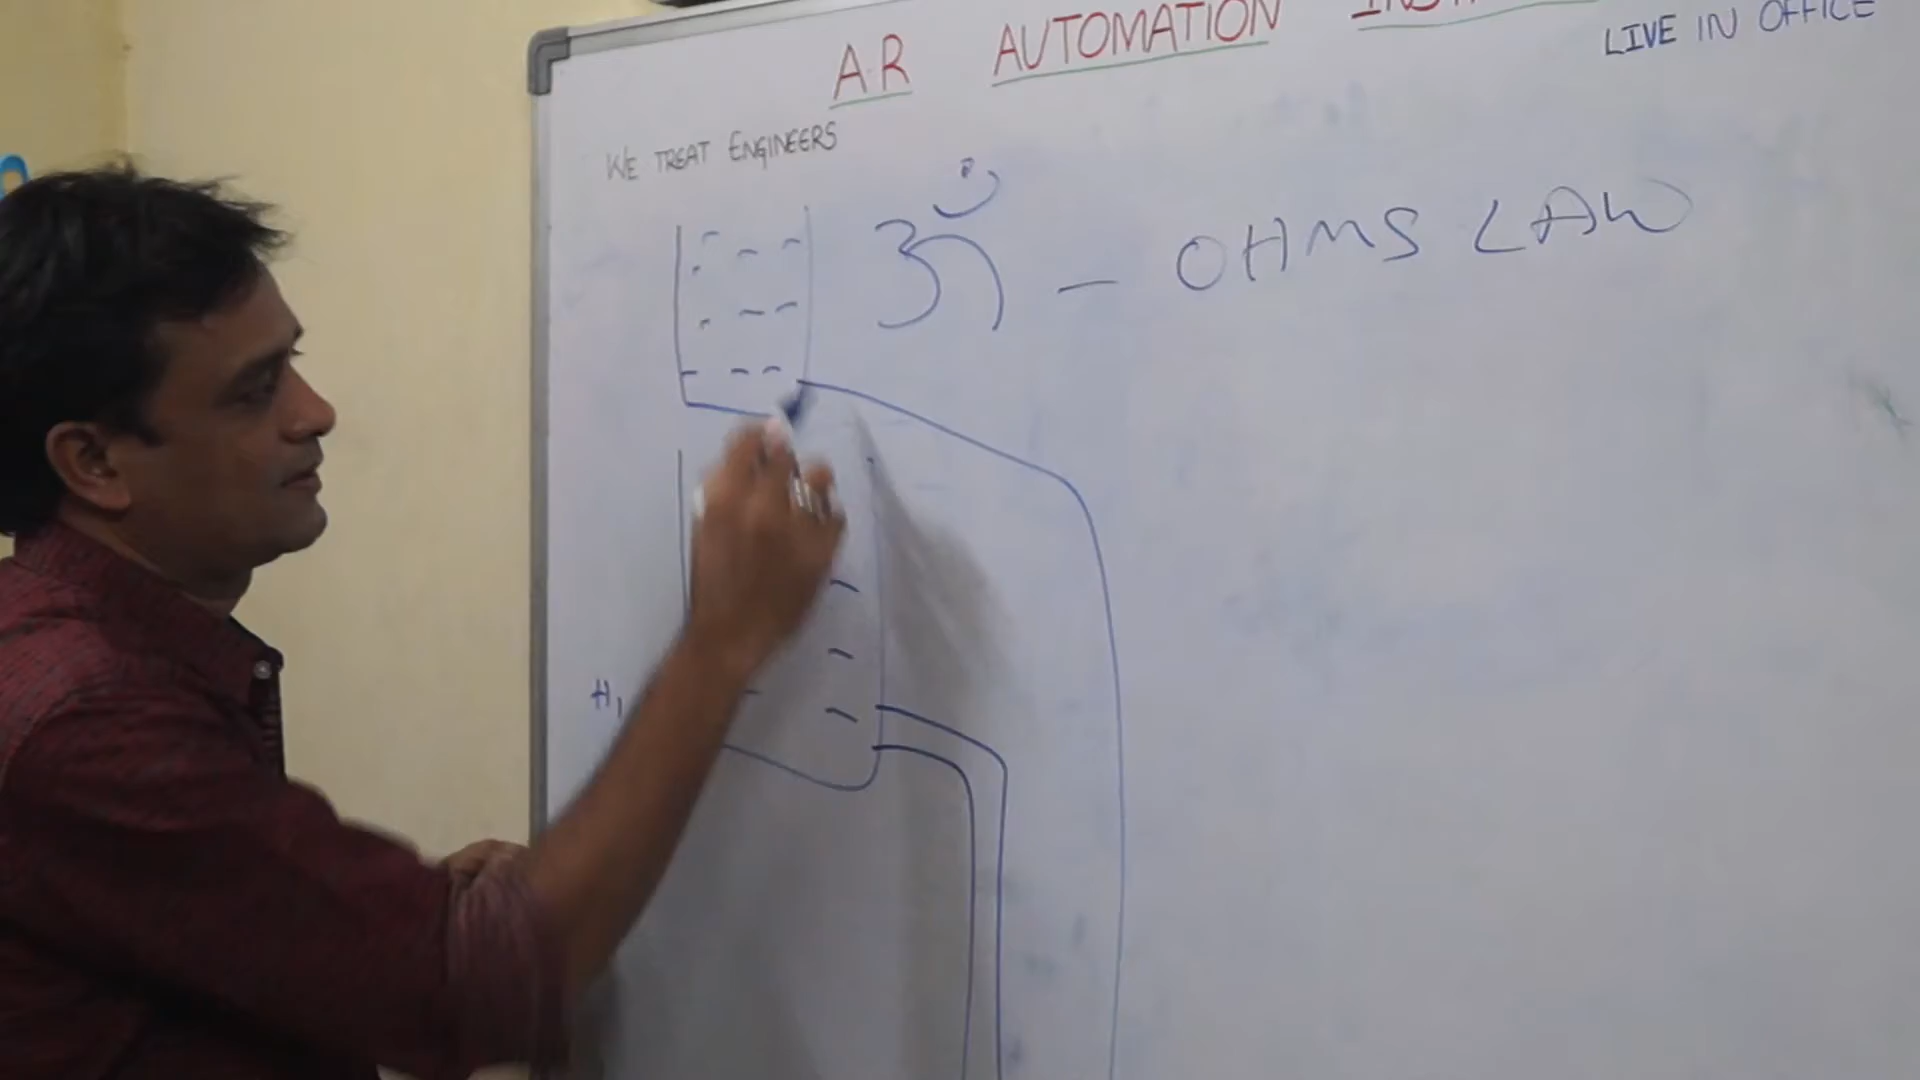 A.R AUTOMATION
LIVE IN OFFICE
WE TREAT ENGINEERS
ॐ - OHMS LAW
H1